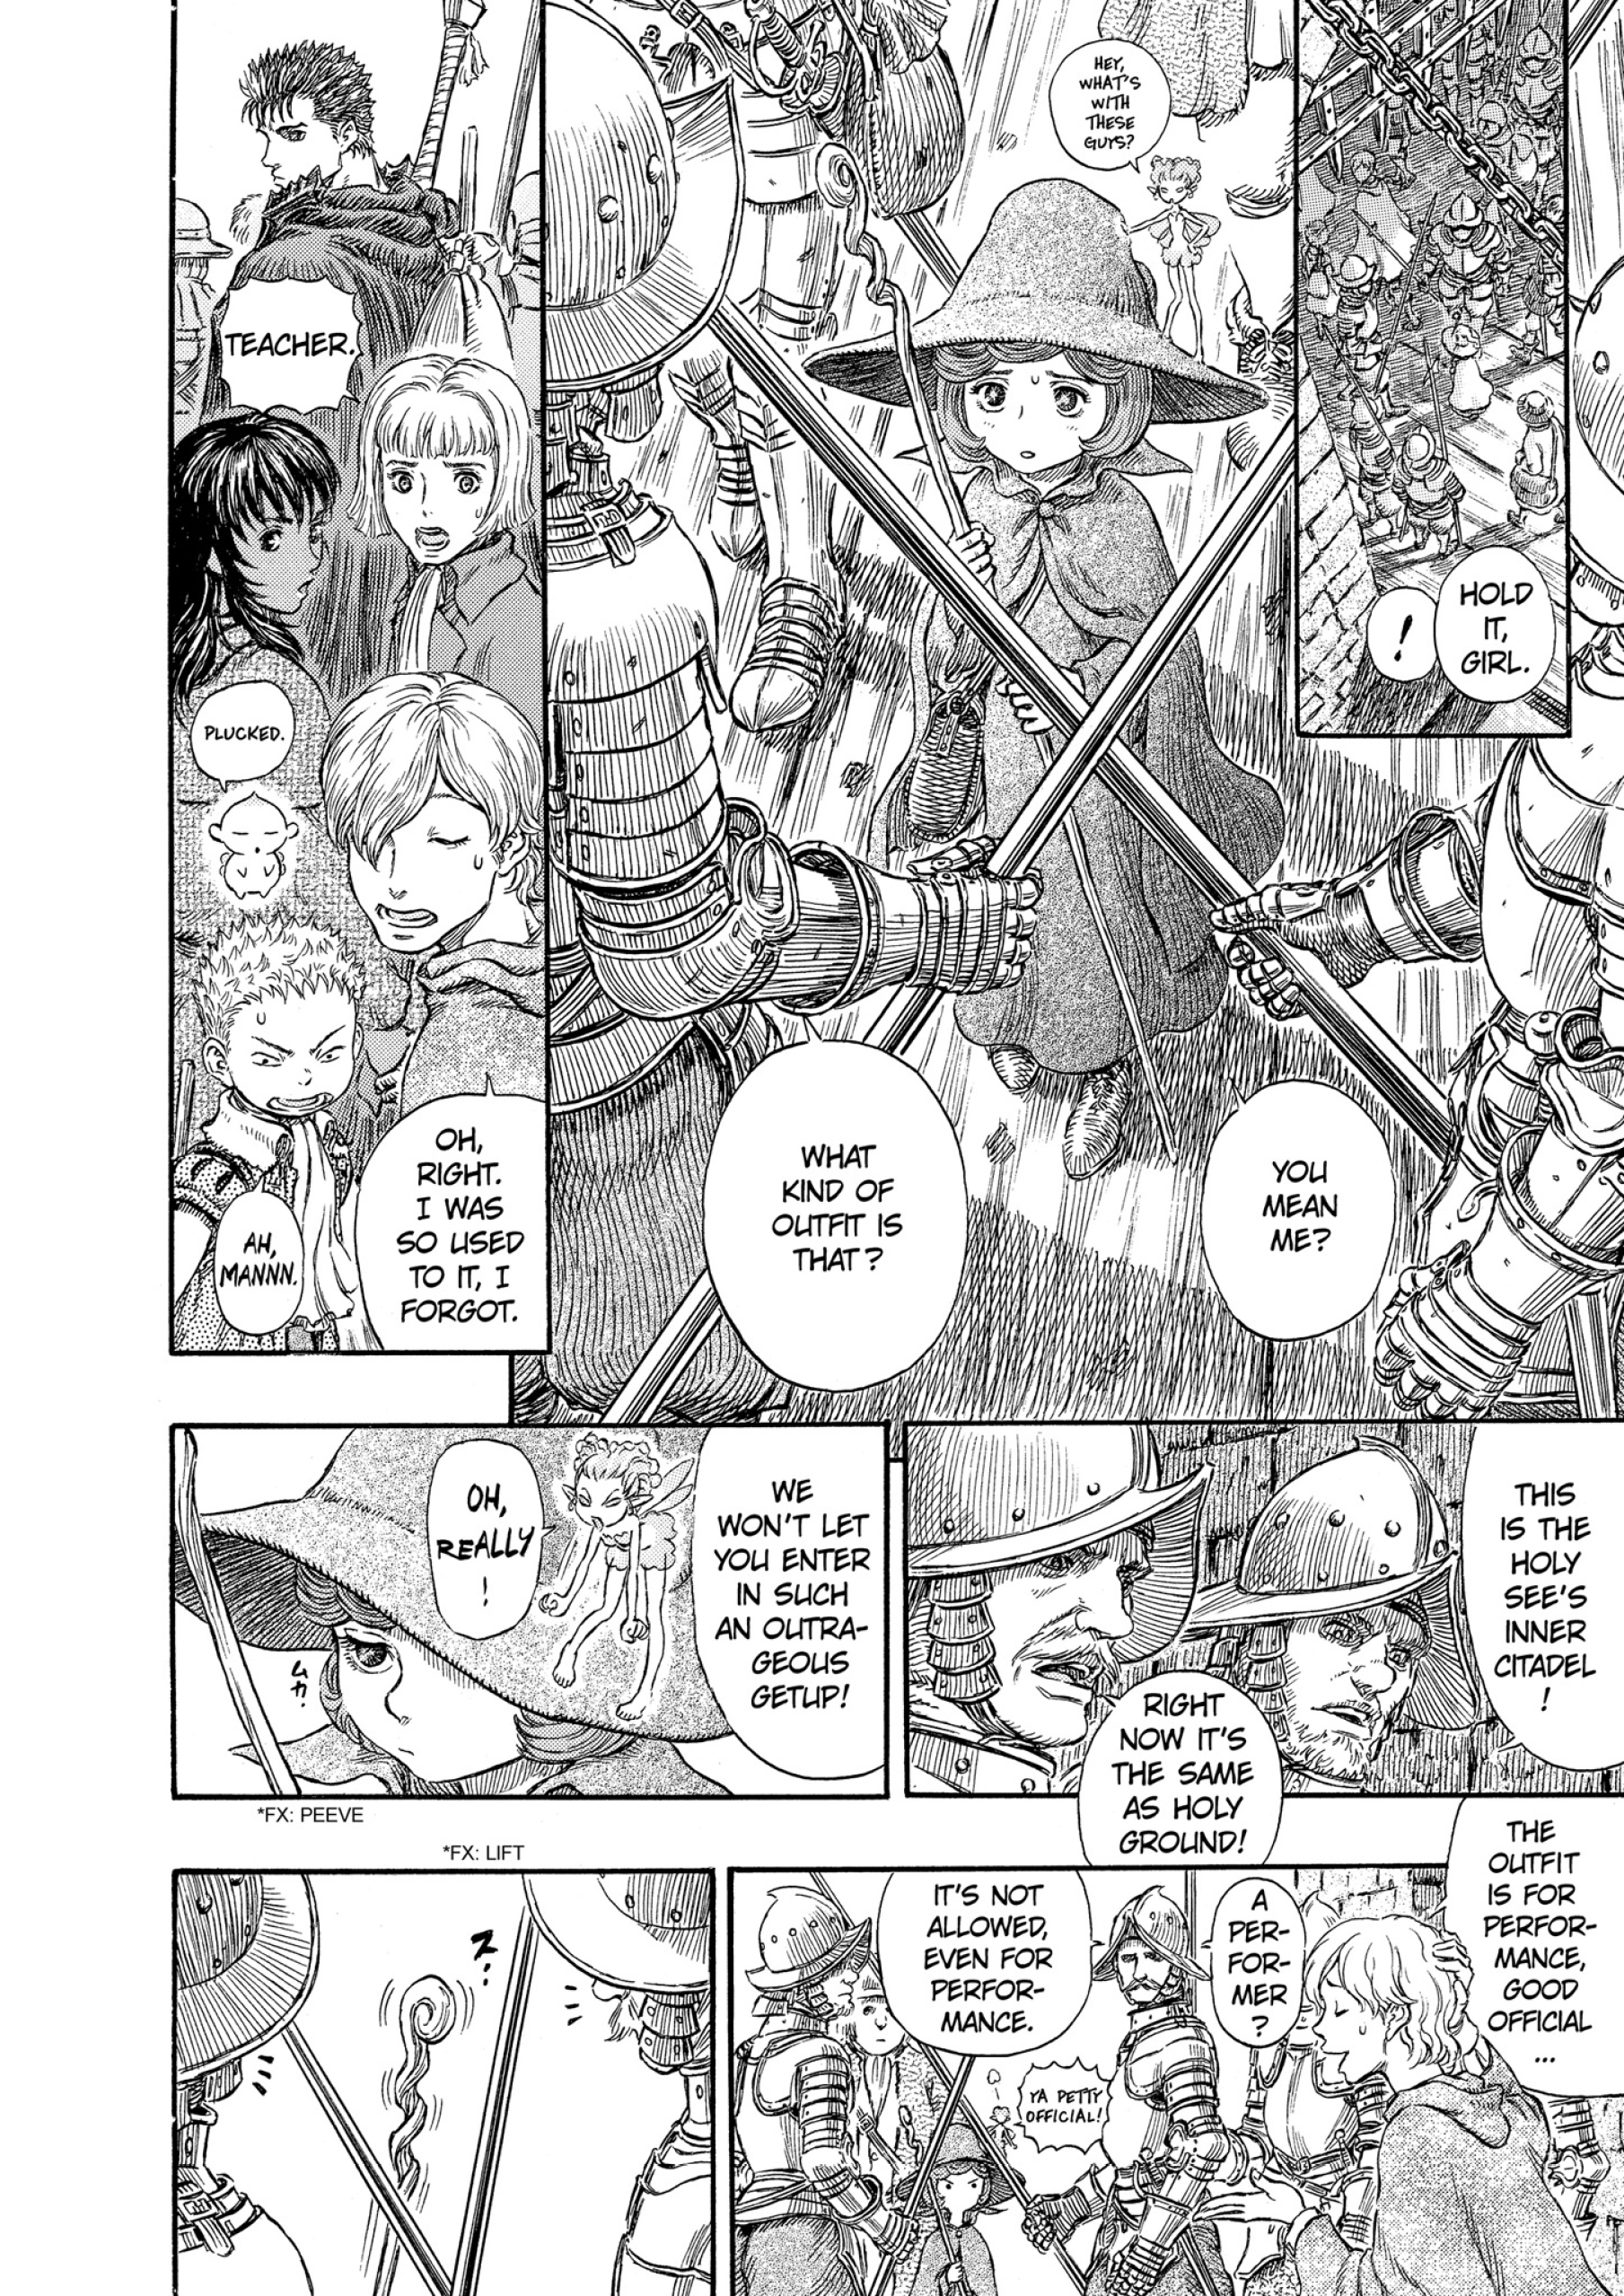 HOLD
IT,
GIRL.
!
HEY,
WHAT'S
WITH
THESE
GUYS?
YOU
MEAN
ME?
WHAT
KIND OF
OUTFIT IS
THAT?
TEACHER.
PLUCKED.
OH,
RIGHT.
I WAS
SO USED
TO IT, I
FORGOT.
AH,
MANNN.
THIS
IS THE
HOLY
SEE'S
INNER
CITADEL
!
RIGHT
NOW IT'S
THE SAME
AS HOLY
GROUND!
WE
WON'T LET
YOU ENTER
IN SUCH
AN OUTRA-
GEOUS
GETUP!
OH,
REALLY
!
ムカッ
*FX: PEEVE
THE
OUTFIT
IS FOR
PERFOR-
MANCE,
GOOD
OFFICIAL
...
A
PER-
FOR-
MER
?
IT'S NOT
ALLOWED,
EVEN FOR
PERFOR-
MANCE.
YA PETTY
OFFICIAL!
*FX: LIFT
ス..